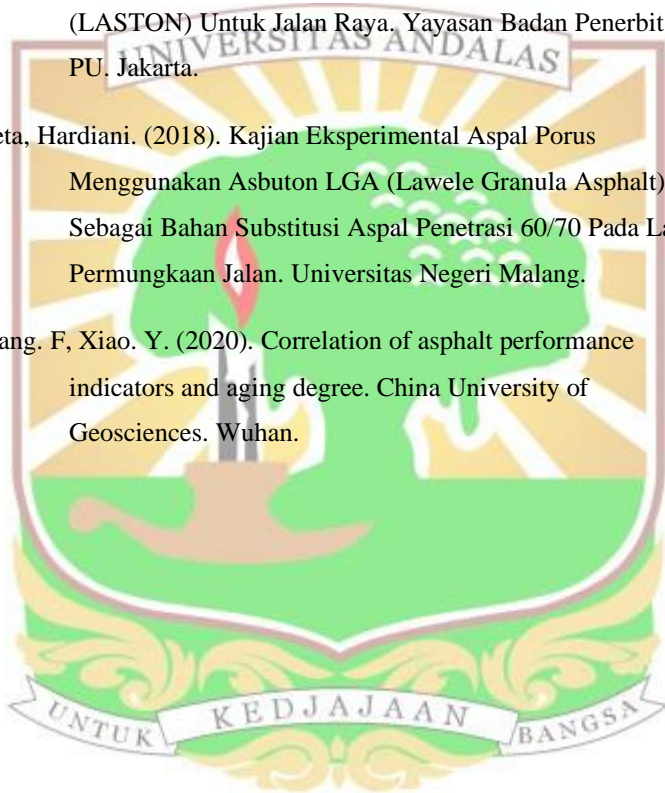 (LASTON) Untuk Jalan Raya. Yayasan Badan Penerbit
UNIVERSITAS ANDALAS
PU. Jakarta.
eta, Hardiani. (2018). Kajian Eksperimental Aspal Porus
Menggunakan Asbuton LGA (Lawele Granula Asphalt)
Sebagai Bahan Substitusi Aspal Penetrasi 60/70 Pada La
Permungkaan Jalan. Universitas Negeri Malang.
ang. F, Xiao. Y. (2020). Correlation of asphalt performance
indicators and aging degree. China University of
Geosciences. Wuhan.
UNTUK KEDJAJAAN BANGSA